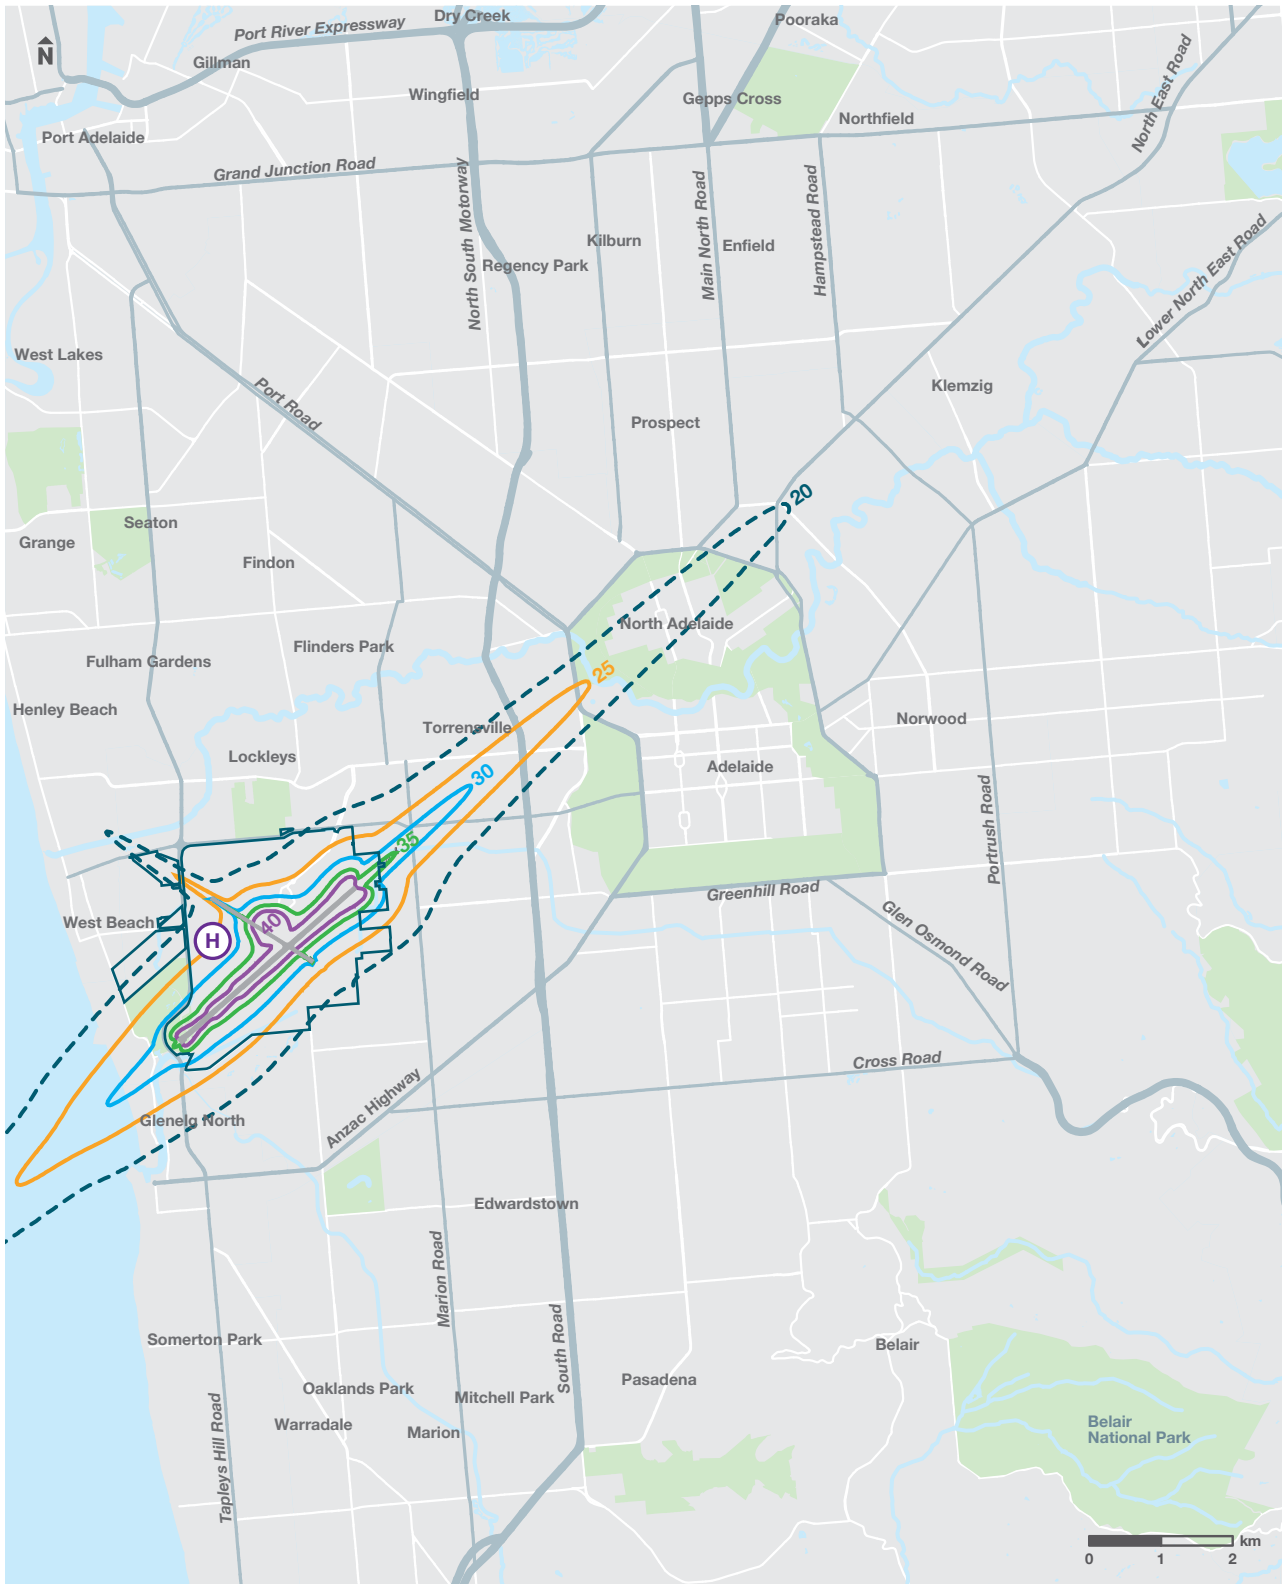 Dry Creek
Pooraka
Port River Expressway
N
Gillman
North East Road
Wingfield
Gepps Cross
Northfield
Port Adelaide
Grand Junction Road
North South Motorway
Main North Road
Hampstead Road
Kilburn
Enfield
Regency Park
Lower North East Road
West Lakes
Klemzig
Port Road
Prospect
20
Seaton
Grange
Findon
North Adelaide
Flinders Park
Fulham Gardens
25
Henley Beach
Norwood
Torrensville
Lockleys
Adelaide
30
Portrush Road
35
Greenhill Road
West Beach
40
H
Glen Osmond Road
Cross Road
Anzac Highway
Glenelg North
Edwardstown
Marion Road
Somerton Park
South Road
Belair
Pasadena
Oaklands Park
Mitchell Park
Warradale
Marion
Tapleys Hill Road
Belair
National Park
km
0 1 2